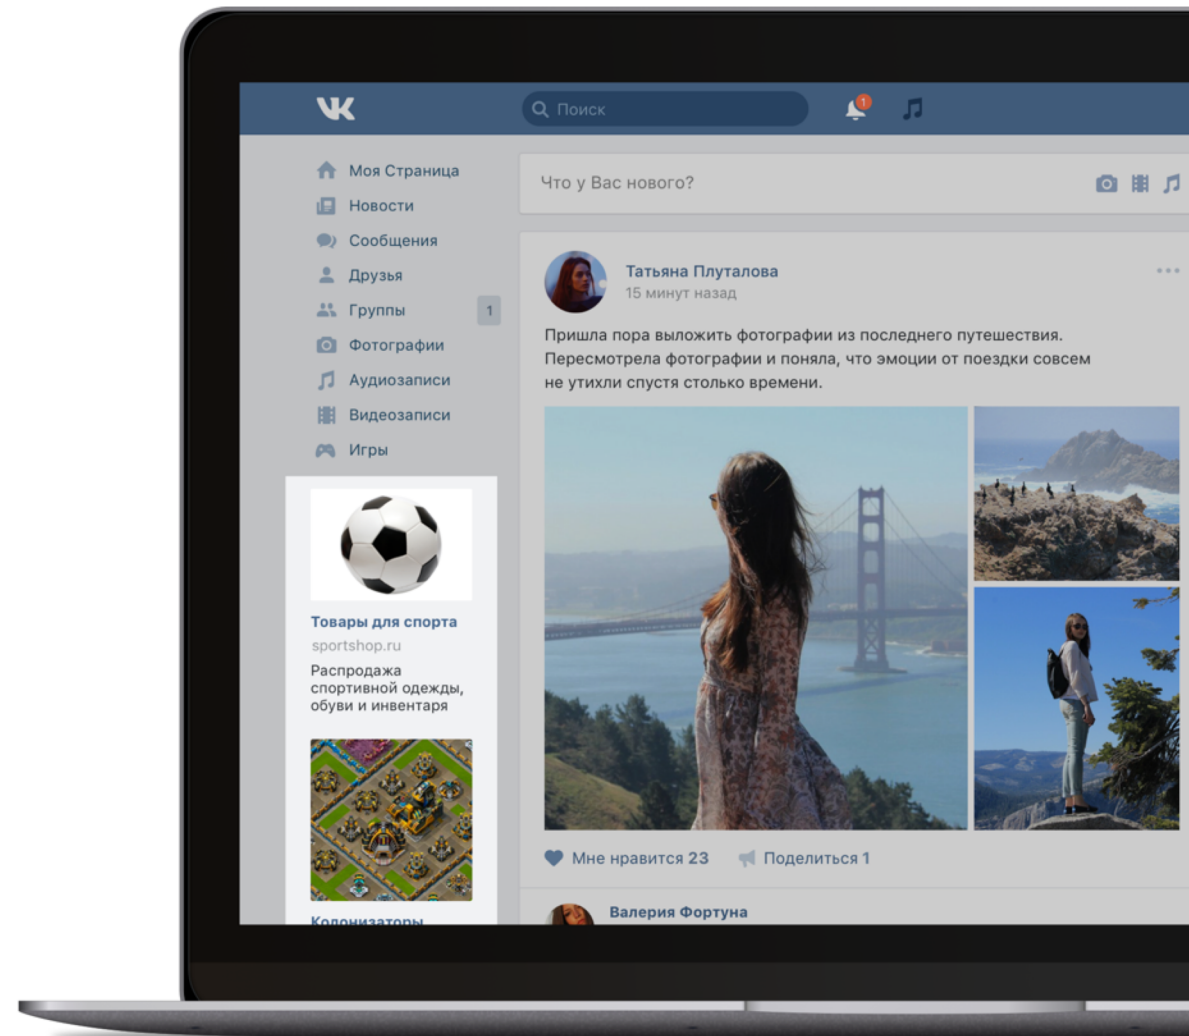 VK
Поиск
1
Моя Страница
Новости
Сообщения
Друзья
Группы 1
Фотографии
Аудиозаписи
Видеозаписи
Игры
Товары для спорта
sportshop.ru
Распродажа
спортивной одежды,
обуви и инвентаря
Колонизаторы
Что у Вас нового?
Татьяна Плуталова
15 минут назад
Пришла пора выложить фотографии из последнего путешествия.
Пересмотрела фотографии и поняла, что эмоции от поездки совсем
не утихли спустя столько времени.
Мне нравится 23 Поделиться 1
Валерия Фортуна